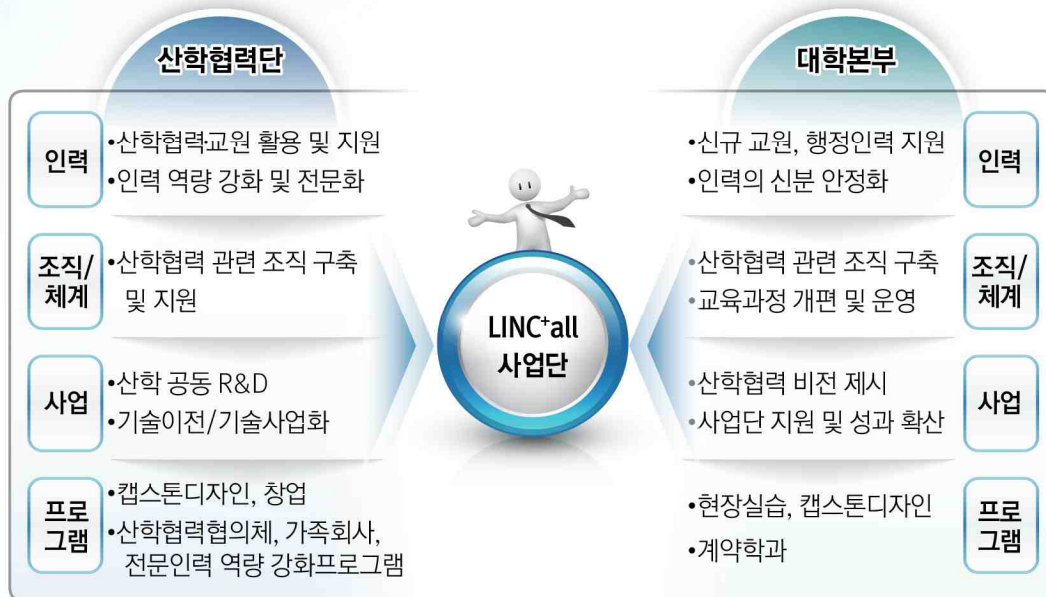 산학협력단
인력
•산학협력교원 활용 및 지원
•인력 역량 강화 및 전문화
조직/
체계
•산학협력 관련 조직 구축
및 지원
사업
•산학 공동 R&D
•기술이전/기술사업화
프로
그램
•캡스톤디자인, 창업
•산학협력협의체, 가족회사,
전문인력 역량 강화프로그램
LINC+all
사업단
대학본부
•신규 교원, 행정인력 지원
•인력의 신분 안정화
인력
•산학협력 관련 조직 구축
•교육과정 개편 및 운영
조직/
체계
•산학협력 비전 제시
•사업단 지원 및 성과 확산
사업
•현장실습, 캡스톤디자인
•계약학과
프로
그램